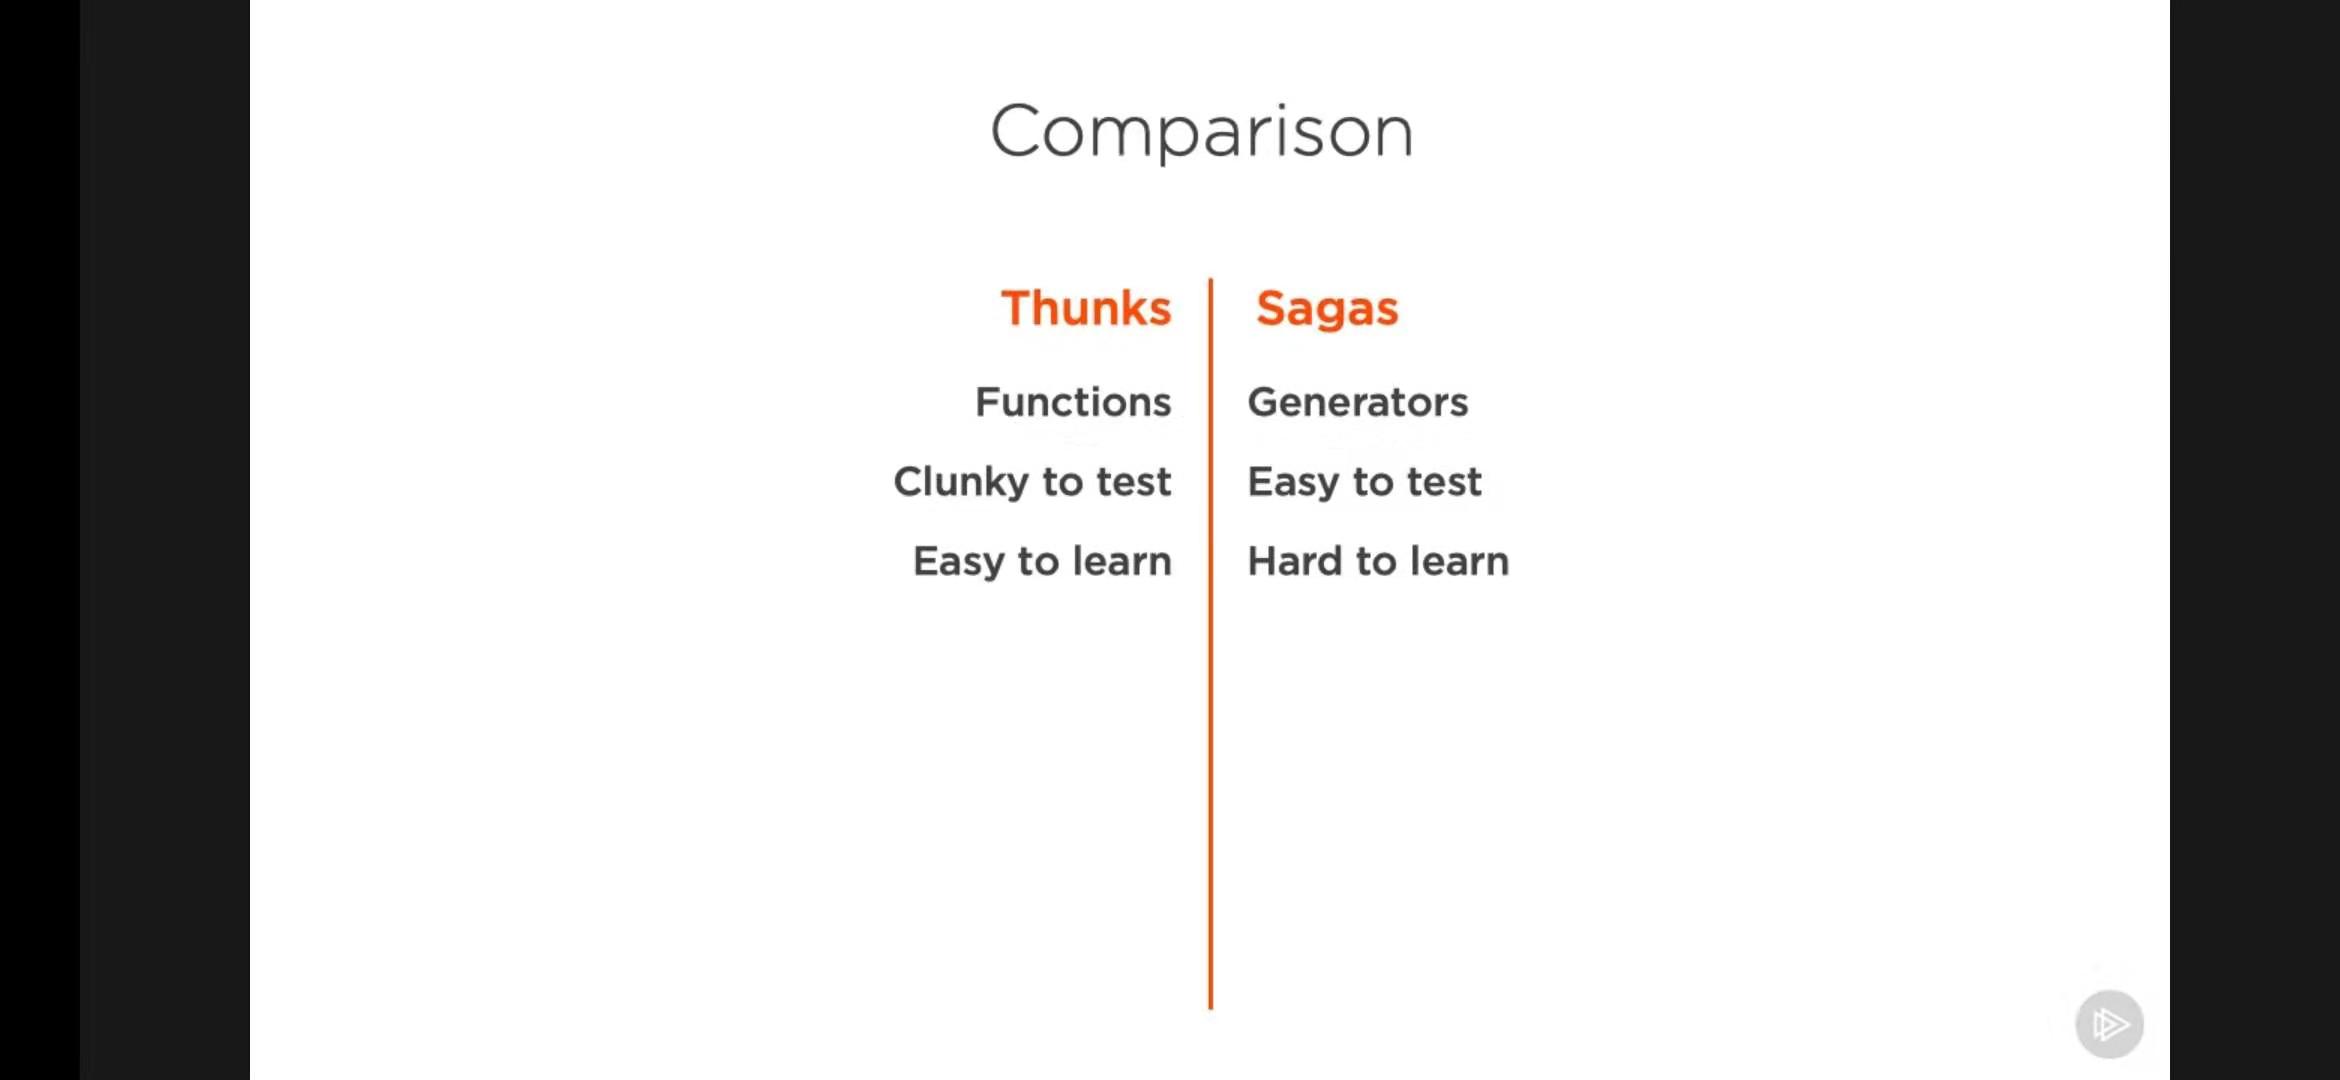 Comparison
Thunks
Functions
Clunky to test
Easy to learn
Sagas
Generators
Easy to test
Hard to learn